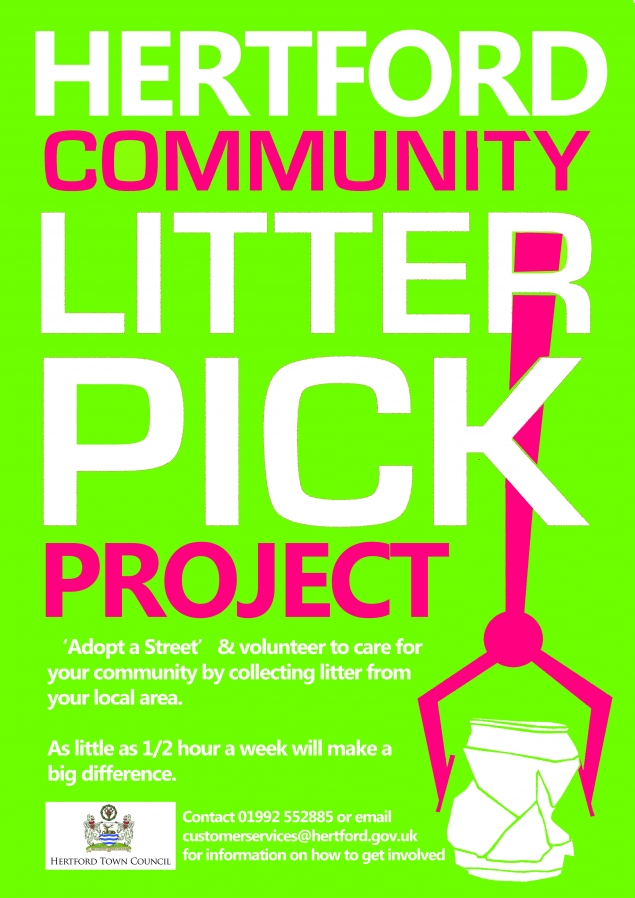 HERTFORD
COMMUNITY
LITTER
PICK
PROJECT
‘Adopt a Street’ & volunteer to care for
your community by collecting litter from
your local area.
As little as 1/2 hour a week will make a
big difference.
HERTFORD TOWN COUNCIL
Contact 01992 552885 or email
customerservices@hertford.gov.uk
for information on how to get involved